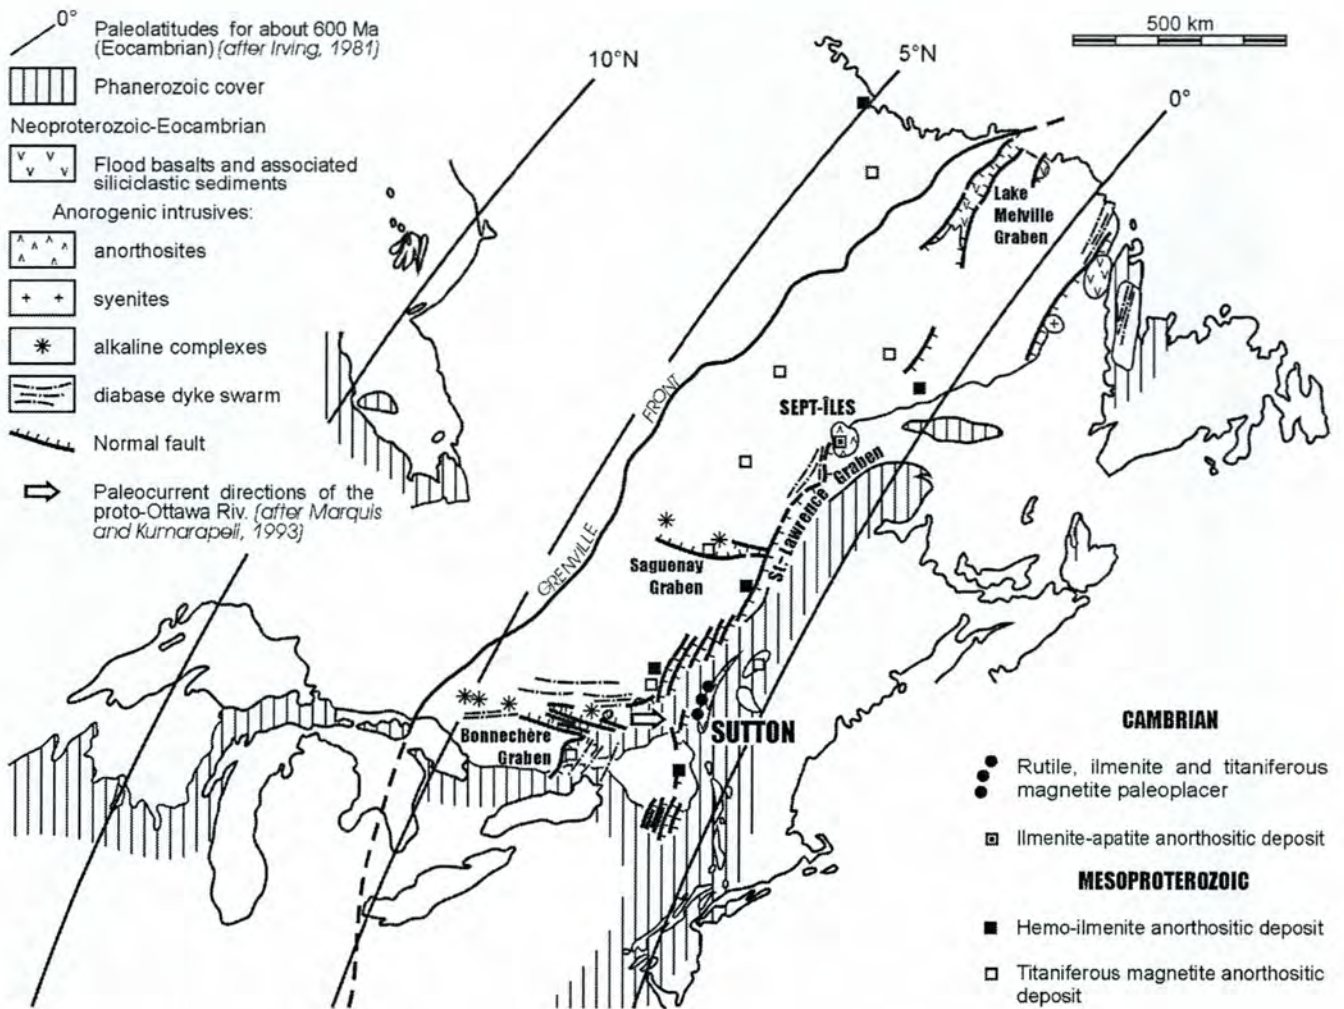 0°
Paleolatitudes for about 600 Ma
(Eocambrian) (after Irving, 1981)
Phanerozoic cover
Neoproterozoic-Eocambrian
Flood basalts and associated
siliciclastic sediments
Anorogenic intrusives:
anorthosites
syenites
alkaline complexes
diabase dyke swarm
Normal fault
Paleocurrent directions of the
proto-Ottawa Riv. (after Marquis
and Kumarapeli, 1993)
500 km
10°N
5°N
0°
Lake
Melville
Graben
GRENVILLE FRONT
SEPT-ÎLES
St.-Lawrence Graben
Saguenay
Graben
Bonnechère
Graben
SUTTON
CAMBRIAN
Rutile, ilmenite and titaniferous
magnetite paleoplacer
Ilmenite-apatite anorthositic deposit
MESOPROTEROZOIC
Hemo-ilmenite anorthositic deposit
Titaniferous magnetite anorthositic
deposit